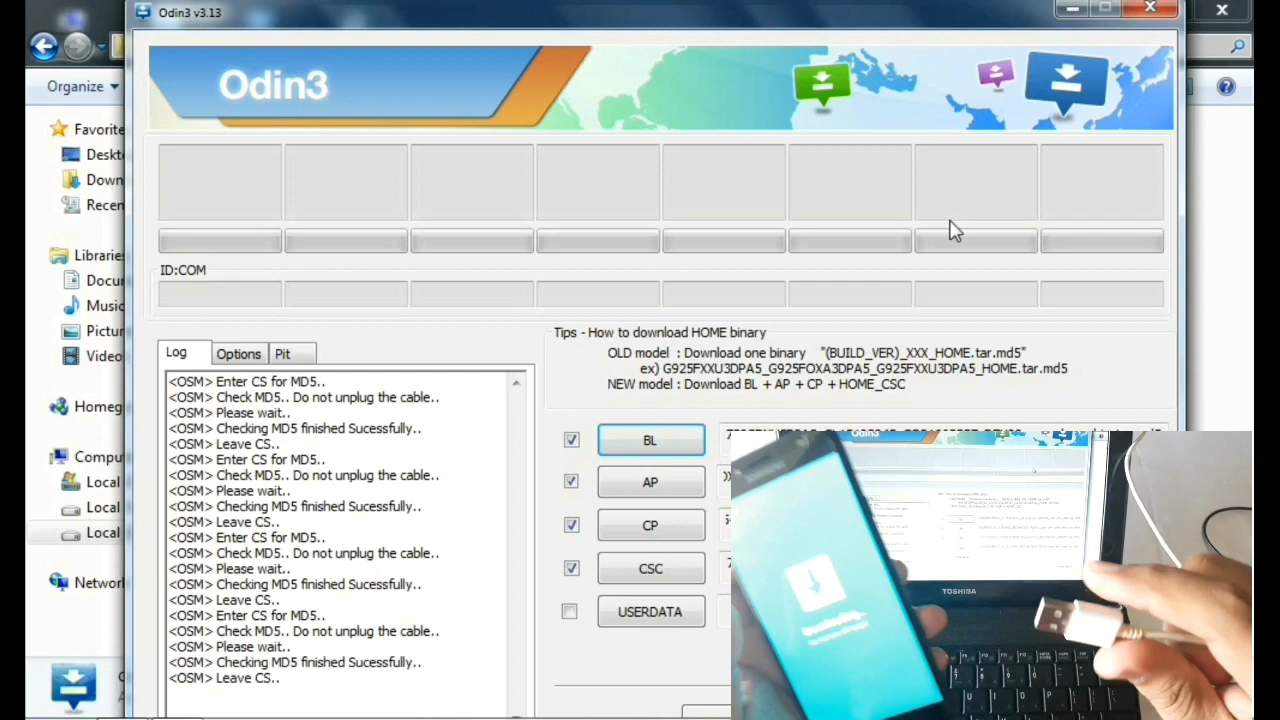 Odin3 v3.13
Organize
Odin3
Favorite
Deskt
Down
Recen
ID:COM
Librarie
Docu
Music
Pictur
Video
Log
Options
Pit
Tips - How to download HOME binary
OLD model : Download one binary "(BUILD_VER)_XXX_HOME.tar.md5"
ex) G925FXXU3DPA5_G925FOXA3DPA5_G925FXXU3DPA5_HOME.tar.md5
NEW model : Download BL + AP + CP + HOME_CSC
Homeg
Compu
Local
Local
Local
Network
<OSM> Enter CS for MD5..
<OSM> Check MD5.. Do not unplug the cable..
<OSM> Please wait..
<OSM> Checking MD5 finished Sucessfully..
<OSM> Leave CS..
<OSM> Enter CS for MD5..
<OSM> Check MD5.. Do not unplug the cable..
<OSM> Please wait..
<OSM> Checking MD5 finished Sucessfully..
<OSM> Leave CS..
<OSM> Enter CS for MD5..
<OSM> Check MD5.. Do not unplug the cable..
<OSM> Please wait..
<OSM> Checking MD5 finished Sucessfully..
<OSM> Leave CS..
<OSM> Enter CS for MD5..
<OSM> Check MD5.. Do not unplug the cable..
<OSM> Please wait..
<OSM> Checking MD5 finished Sucessfully..
<OSM> Leave CS..
BL
AP
CP
CSC
USERDATA
Odin3
TOSHIBA